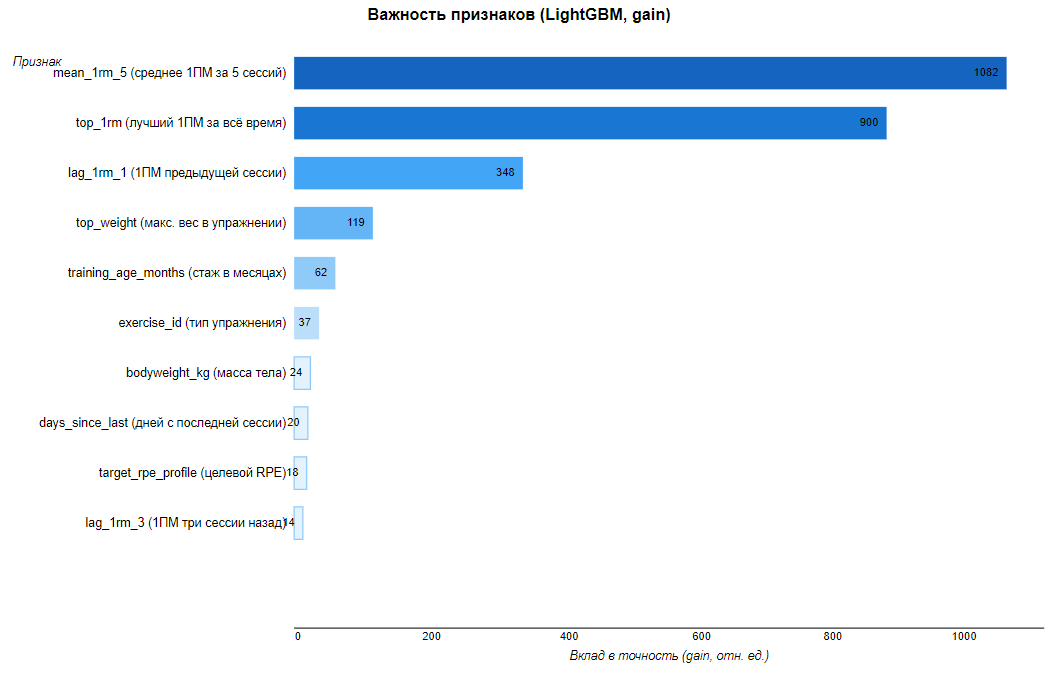 Важность признаков (LightGBM, gain)
Признак
mean_1rm_5 (среднее 1ПМ за 5 сессий) 1082
top_1rm (лучший 1ПМ за всё время) 900
lag_1rm_1 (1ПМ предыдущей сессии) 348
top_weight (макс. вес в упражнении) 119
training_age_months (стаж в месяцах) 62
exercise_id (тип упражнения) 37
bodyweight_kg (масса тела) 24
days_since_last (дней с последней сессии) 20
target_rpe_profile (целевой RPE) 18
lag_1rm_3 (1ПМ три сессии назад) 14
0 200 400 600 800 1000
Вклад в точность (gain, отн. ед.)